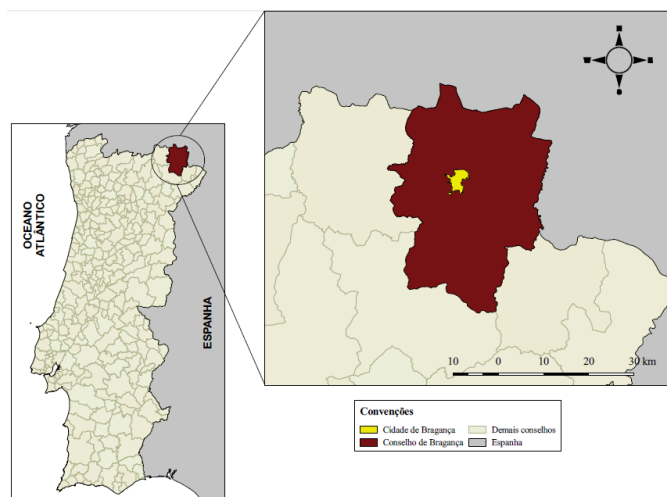 N
W
E
S
OCEANO
ATLÂNTICO
ESPANHA
10 0 10 20 30 km
Convenções
Cidade de Bragança
Demais conselhos
Conselho de Bragança
Espanha